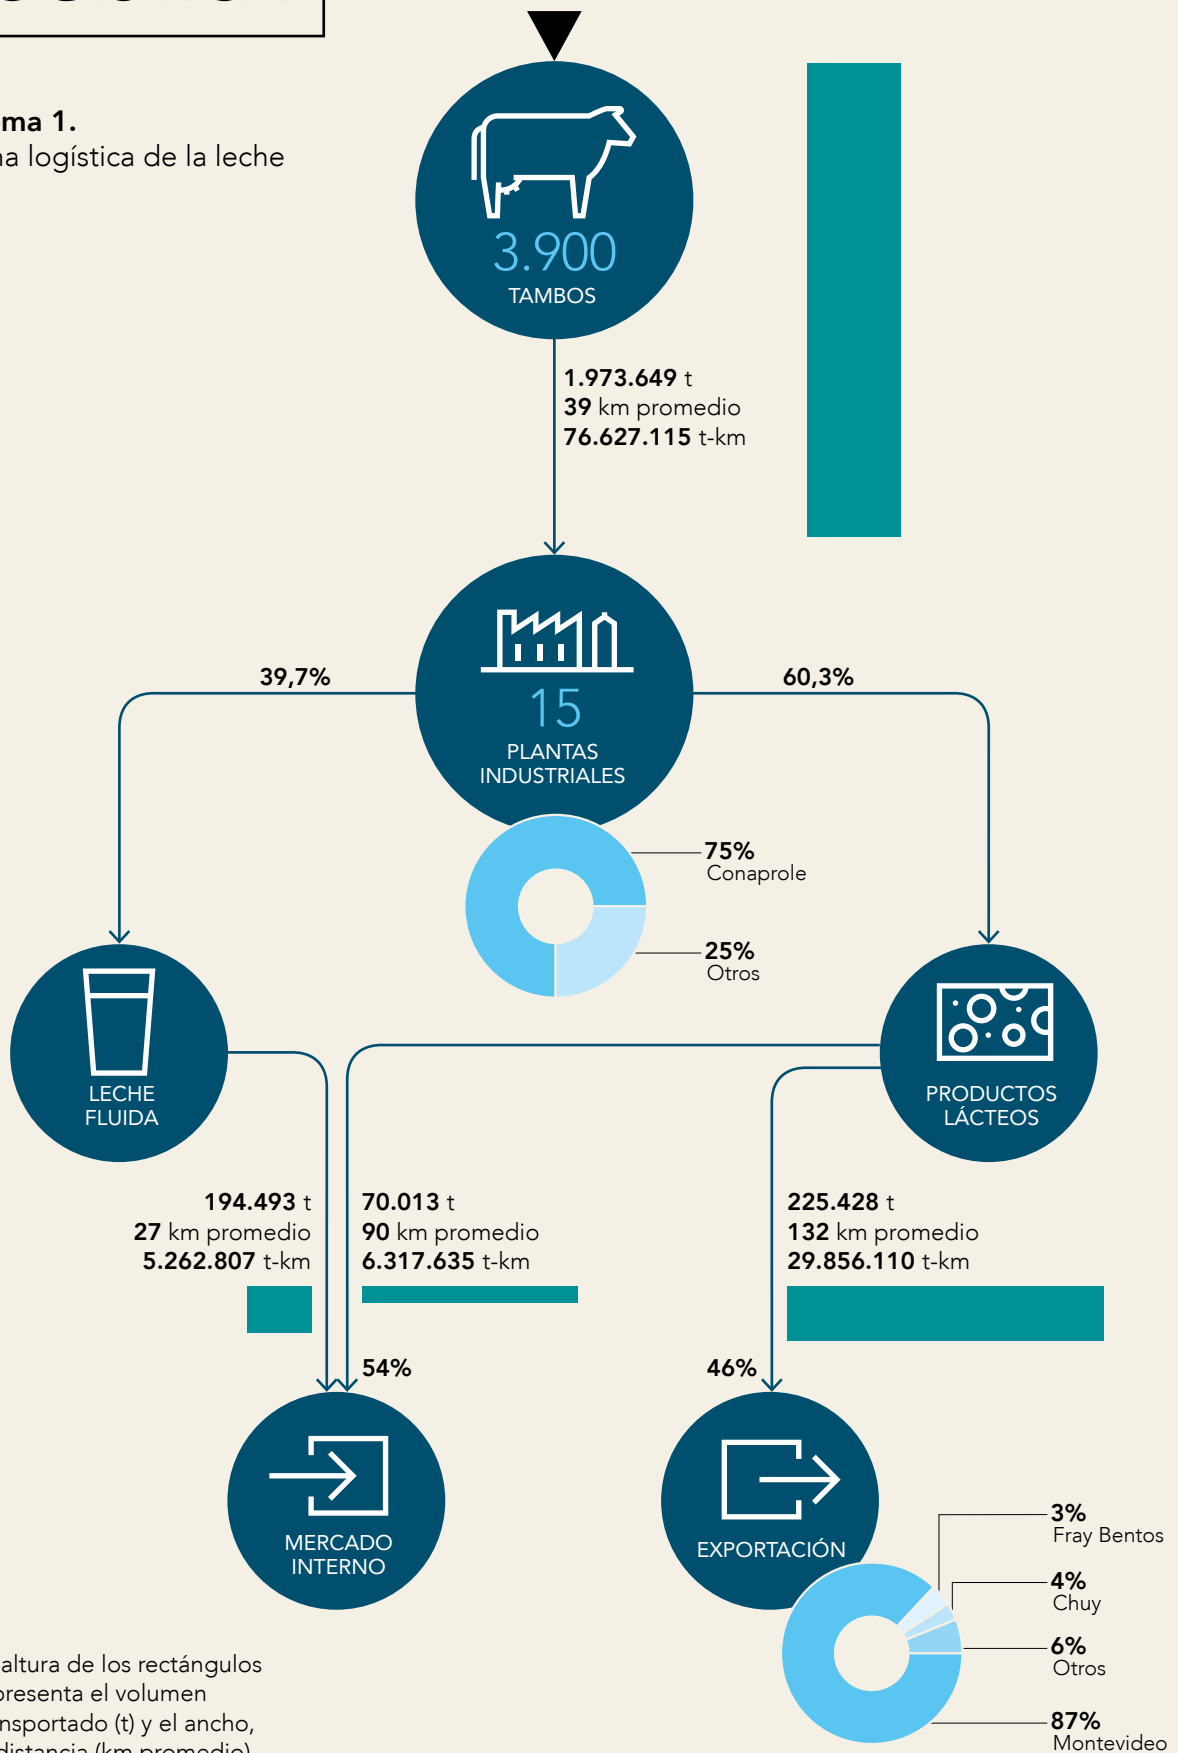 ma 1.
na logística de la leche
3.900
TAMBOS
1.973.649 t
39 km promedio
76.627.115 t-km
39,7%
60,3%
15
PLANTAS
INDUSTRIALES
75%
Conaprole
25%
Otros
LECHE
FLUIDA
PRODUCTOS
LÁCTEOS
194.493 t
27 km promedio
5.262.807 t-km
70.013 t
90 km promedio
6.317.635 t-km
225.428 t
132 km promedio
29.856.110 t-km
54%
46%
MERCADO
INTERNO
EXPORTACIÓN
3%
Fray Bentos
4%
Chuy
6%
Otros
87%
Montevideo
altura de los rectángulos
presenta el volumen
nsportado (t) y el ancho,
distancia (km promedio)